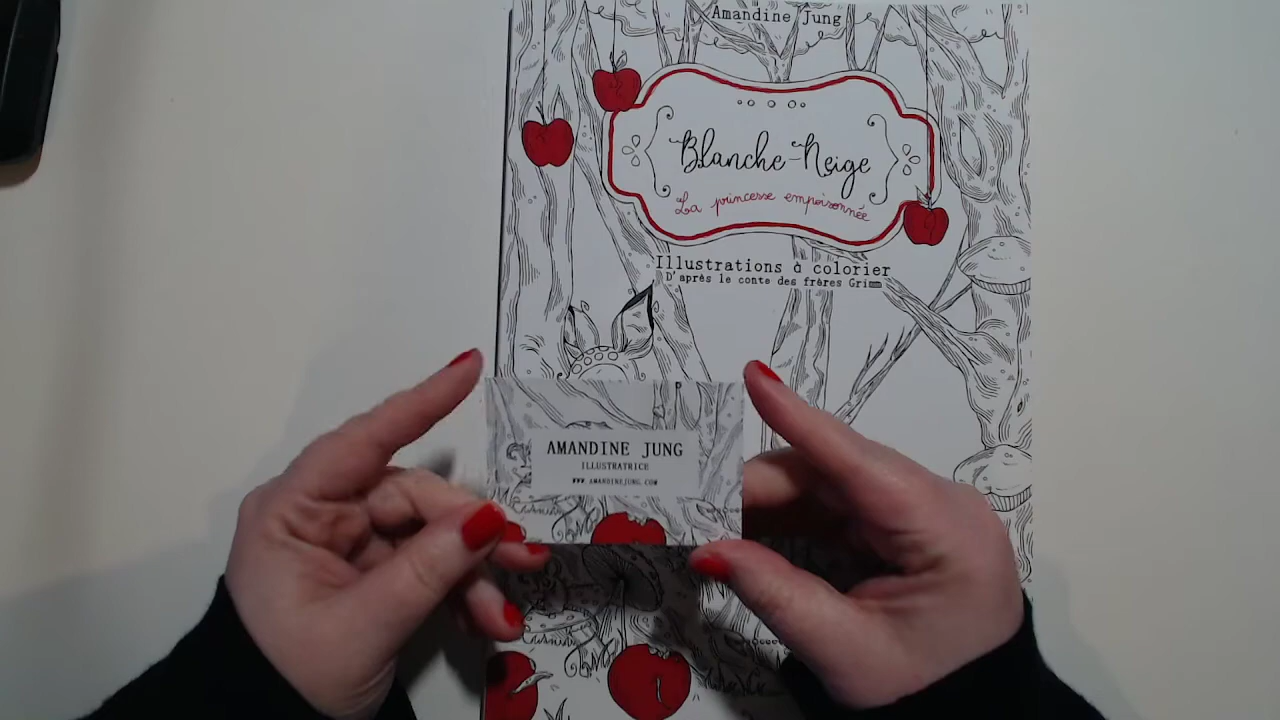 Amandine Jung
Blanche-Neige
La princesse empoisonnée
Illustrations à colorier
D'après le conte des frères Grimm
AMANDINE JUNG
ILLUSTRATRICE
WWW.AMANDINEJUNG.COM